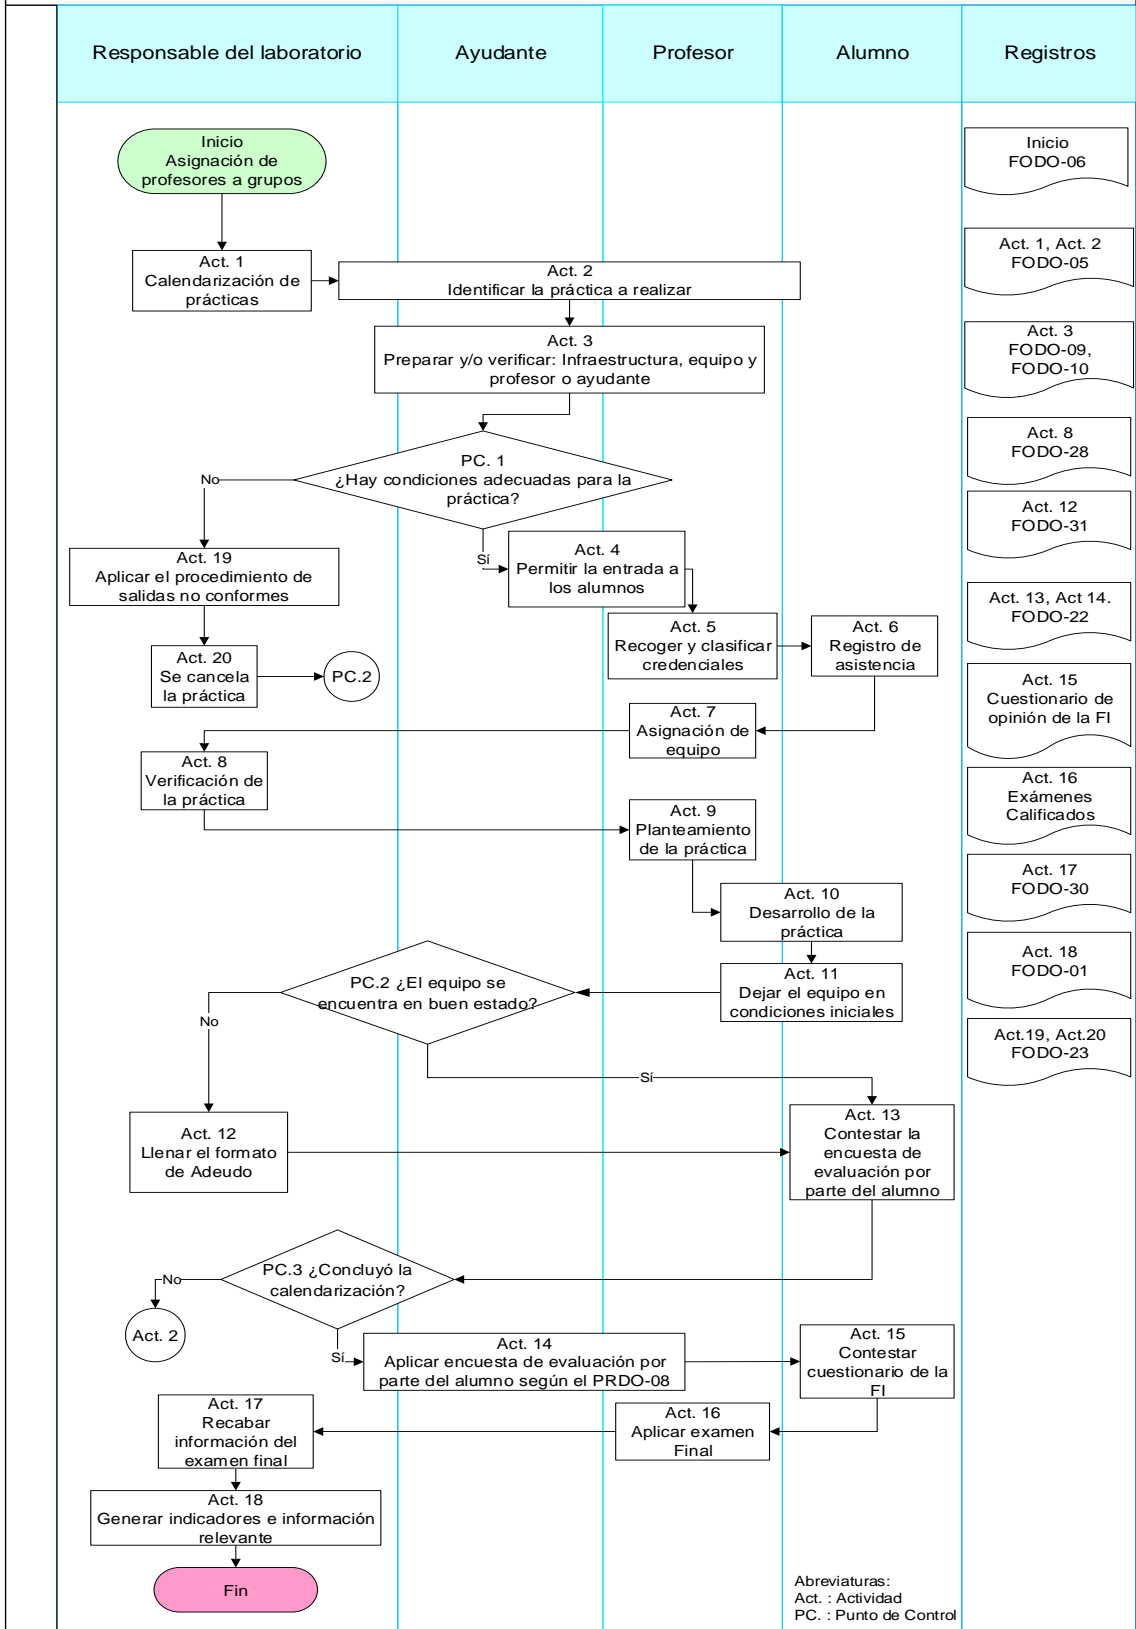 Responsable del laboratorio
Ayudante
Profesor
Alumno
Registros
Inicio
Asignación de
profesores a grupos
Inicio
FODO-06
Act. 1
Calendarización de
prácticas
Act. 2
Identificar la práctica a realizar
Act. 1, Act. 2
FODO-05
Act. 3
Preparar y/o verificar: Infraestructura, equipo y
profesor o ayudante
Act. 3
FODO-09,
FODO-10
PC. 1
¿Hay condiciones adecuadas para la
práctica?
No
Sí
Act. 8
FODO-28
Act. 12
FODO-31
Act. 19
Aplicar el procedimiento de
salidas no conformes
Act. 4
Permitir la entrada a
los alumnos
Act. 5
Recoger y clasificar
credenciales
Act. 6
Registro de
asistencia
Act. 13, Act 14.
FODO-22
Act. 20
Se cancela
la práctica
PC.2
Act. 15
Cuestionario de
opinión de la FI
Act. 7
Asignación de
equipo
Act. 8
Verificación de
la práctica
Act. 16
Exámenes
Calificados
Act. 9
Planteamiento
de la práctica
Act. 17
FODO-30
Act. 10
Desarrollo de la
práctica
Act. 18
FODO-01
PC.2 ¿El equipo se
encuentra en buen estado?
Act. 11
Dejar el equipo en
condiciones iniciales
No
Sí
Act.19, Act.20
FODO-23
Act. 12
Llenar el formato
de Adeudo
Act. 13
Contestar la
encuesta de
evaluación por
parte del alumno
PC.3 ¿Concluyó la
calendarización?
No
Act. 2
Sí
Act. 14
Aplicar encuesta de evaluación por
parte del alumno según el PRDO-08
Act. 15
Contestar
cuestionario de la
FI
Act. 17
Recabar
información del
examen final
Act. 16
Aplicar examen
Final
Act. 18
Generar indicadores e información
relevante
Fin
Abreviaturas:
Act. : Actividad
PC. : Punto de Control